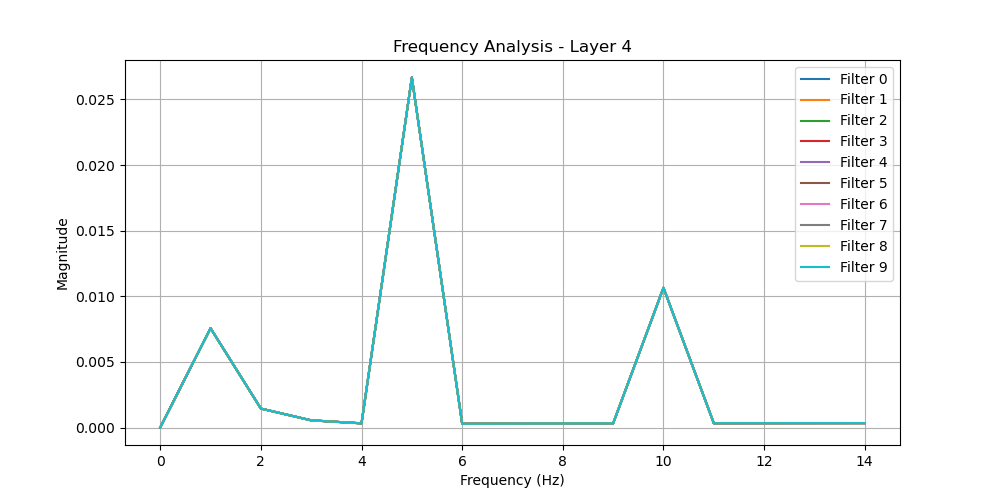 Frequency Analysis - Layer 4
Magnitude
0.025
0.020
0.015
0.010
0.005
0.000
0 2 4 6 8 10 12 14
Frequency (Hz)
Filter 0
Filter 1
Filter 2
Filter 3
Filter 4
Filter 5
Filter 6
Filter 7
Filter 8
Filter 9